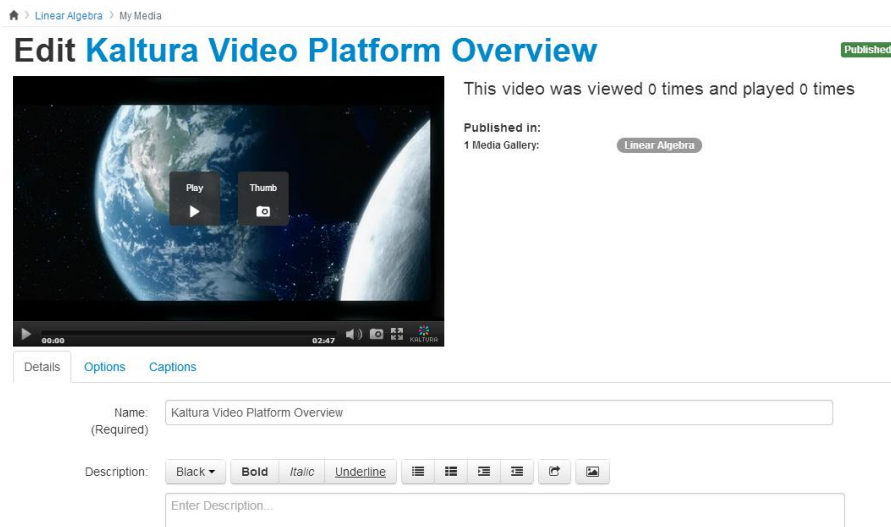 Linear Algebra > My Media
Edit Kaltura Video Platform Overview
Published
This video was viewed 0 times and played 0 times
Published in:
1 Media Gallery: Linear Algebra
Play Thumb
00:00 02:47 KALTURA
Details Options Captions
Name: Kaltura Video Platform Overview
(Required)
Description: Black Bold Italic Underline
Enter Description...